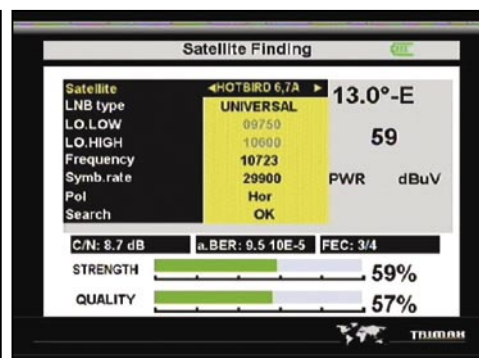 Satellite Finding
Satellite ◄HOTBIRD 6,7A ► 13.0°-E
LNB type UNIVERSAL
LO.LOW 09750
LO.HIGH 10600 59
Frequency 10723
Symb.rate 29900 PWR dBuV
Pol Hor
Search OK
C/N: 8.7 dB a.BER: 9.5 10E-5 FEC: 3/4
STRENGTH 59%
QUALITY 57%
TRIMAX